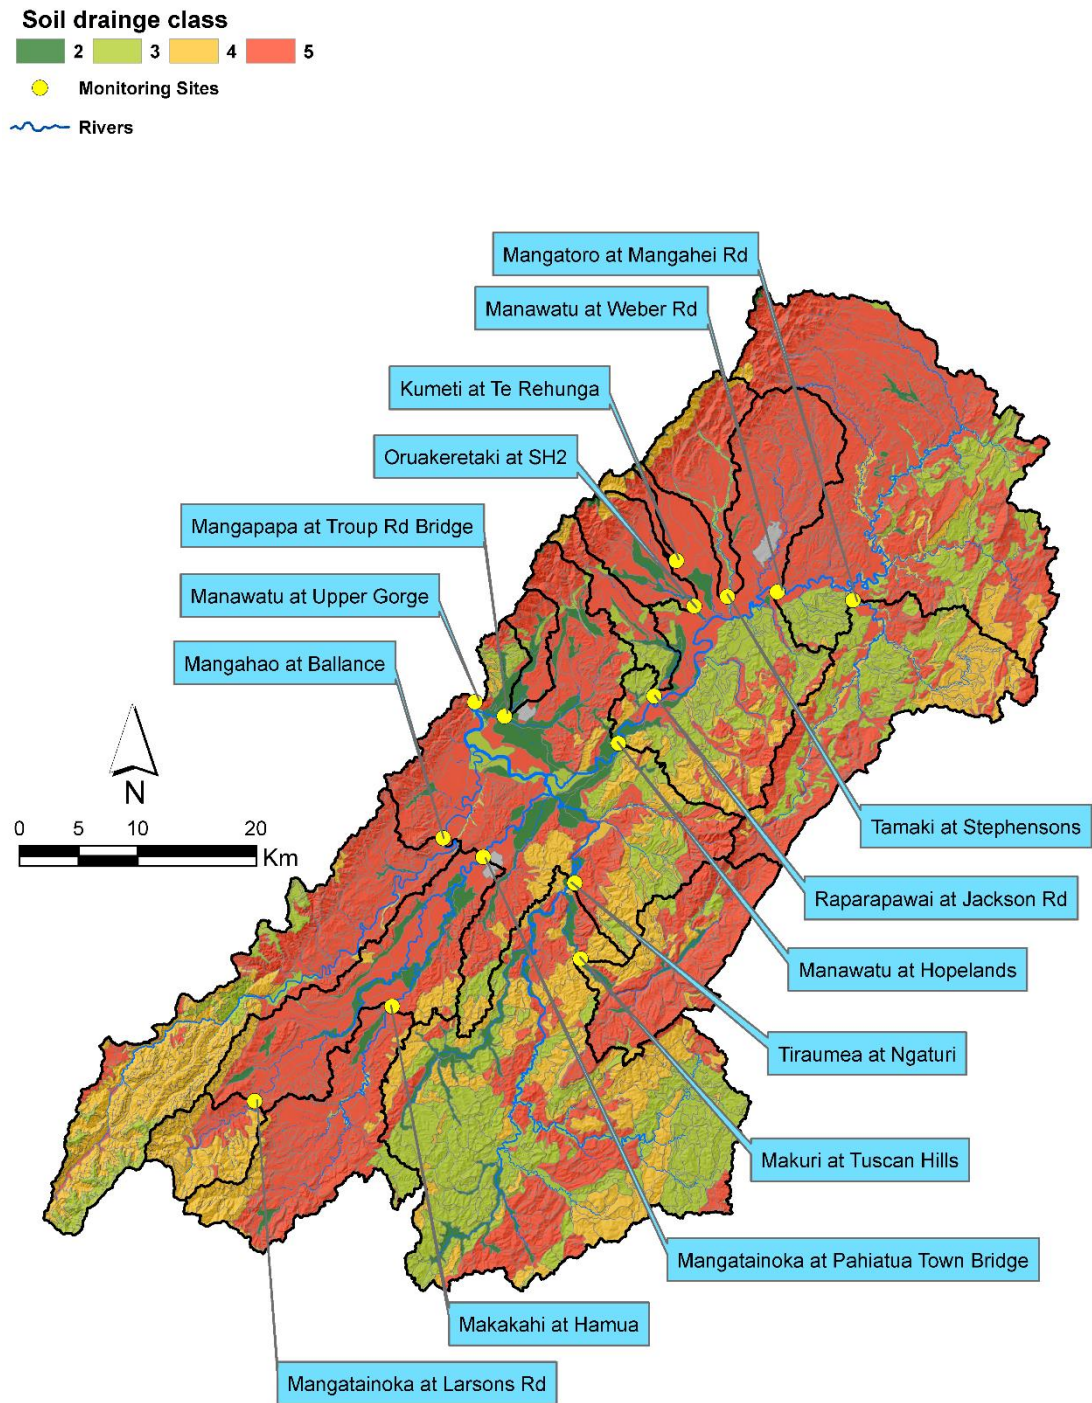 Soil drainge class
2 3 4 5
Monitoring Sites
Rivers
Mangatoro at Mangahei Rd
Manawatu at Weber Rd
Kumeti at Te Rehunga
Oruakeretaki at SH2
Mangapapa at Troup Rd Bridge
Manawatu at Upper Gorge
Mangahao at Ballance
N
0 5 10 20
Km
Tamaki at Stephensons
Raparapawai at Jackson Rd
Manawatu at Hopelands
Tiraumea at Ngaturi
Makuri at Tuscan Hills
Mangatainoka at Pahiatua Town Bridge
Makakahi at Hamua
Mangatainoka at Larsons Rd